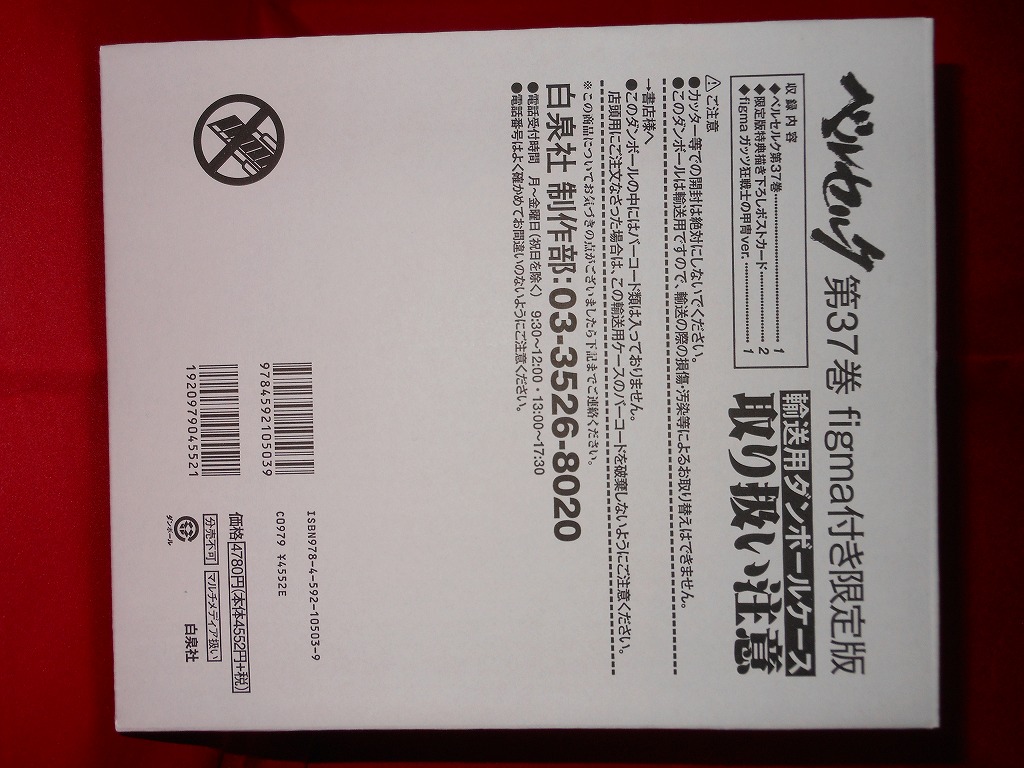 ベルセルク 第37巻 figma付き限定版
輸送用ダンボールケース
取り扱い注意
収録内容
◆ベルセルク第37巻………………1
◆限定版特典描き下ろしポストカード………2
◆figma ガッツ狂戦士の甲冑ver.………1
⚠ご注意
●カッター等での開封は絶対にしないでください。
●このダンボールは輸送用ですので、輸送の際の損傷・汚染等によるお取り替えはできません。
→書店様へ
●このダンボールの中にはバーコード類は入っておりません。
店頭用にご注文なさった場合は、この輸送用ケースのバーコードを破棄しないようにご注意ください。
※この商品についてお気づきの点がございましたら下記までご連絡ください。
白泉社 制作部:03-3526-8020
●電話受付時間 月〜金曜日(祝日を除く) 9:30〜12:00・13:00〜17:30
●電話番号はよく確かめてお間違いのないようにご注意ください。
9784592105039
1920979045521
ISBN978-4-592-10503-9
C0979 ¥4552E
価格4780円(本体4552円+税)
分売不可 マルチメディア扱い
ダンボール
白泉社